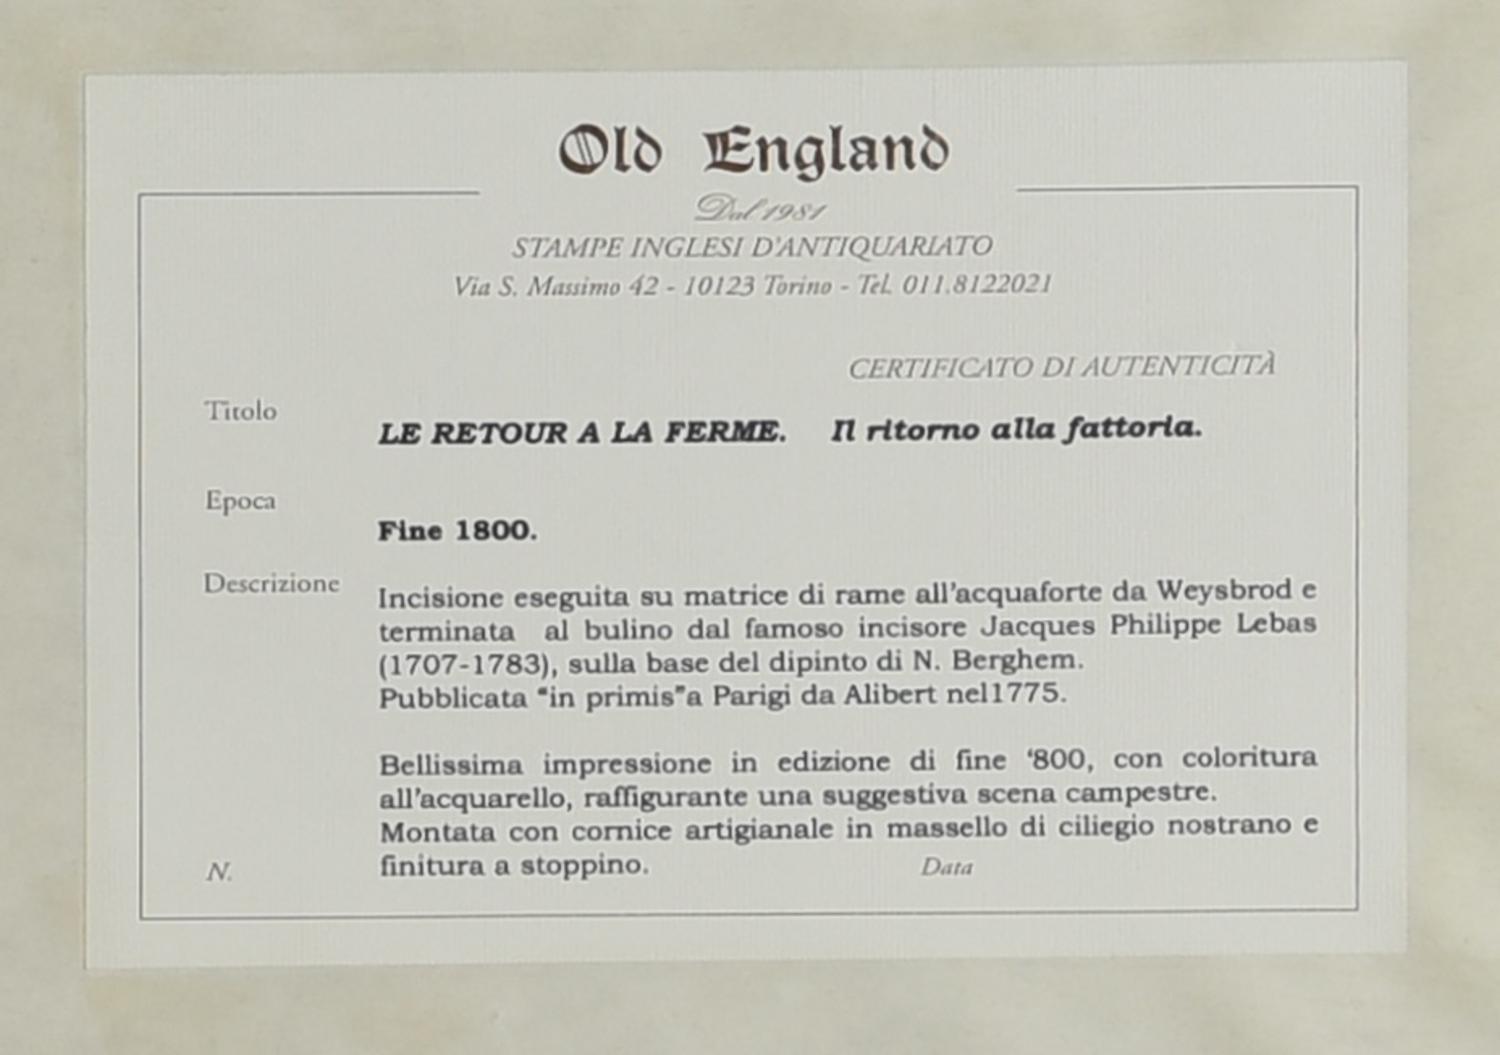 Old England
Dal 1981
STAMPE INGLESI D'ANTIQUARIATO
Via S. Massimo 42 - 10123 Torino - Tel. 011.8122021
CERTIFICATO DI AUTENTICITÀ
Titolo
LE RETOUR A LA FERME. Il ritorno alla fattoria.
Epoca
Fine 1800.
Descrizione
Incisione eseguita su matrice di rame all'acquaforte da Weysbrod e
terminata al bulino dal famoso incisore Jacques Philippe Lebas
(1707-1783), sulla base del dipinto di N. Berghem.
Pubblicata "in primis"a Parigi da Alibert nel1775.
Bellissima impressione in edizione di fine '800, con coloritura
all'acquarello, raffigurante una suggestiva scena campestre.
Montata con cornice artigianale in massello di ciliegio nostrano e
finitura a stoppino.
N.
Data